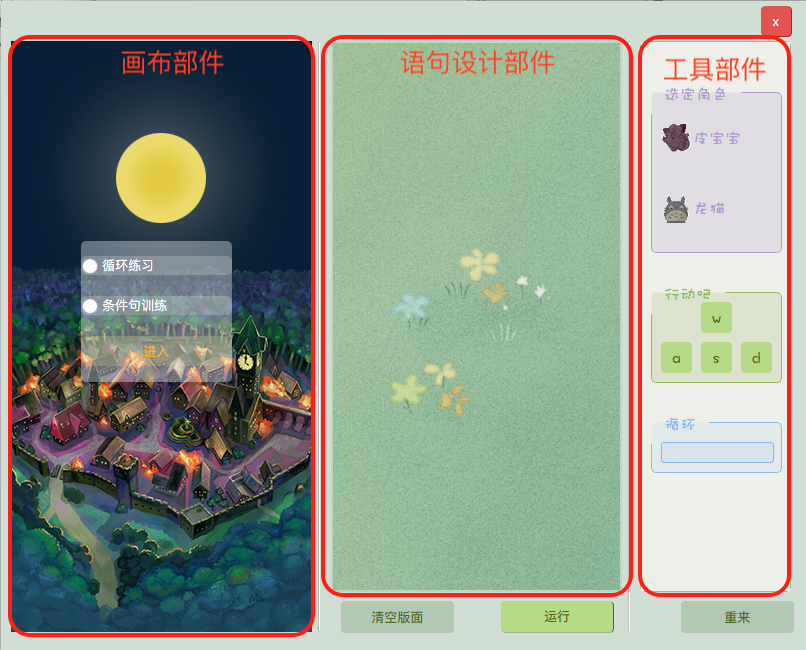 x
画布部件
语句设计部件
工具部件
选定角色
皮宝宝
龙猫
循环练习
条件句训练
进入
行动吧
w
a s d
循环
清空版面
运行
重来